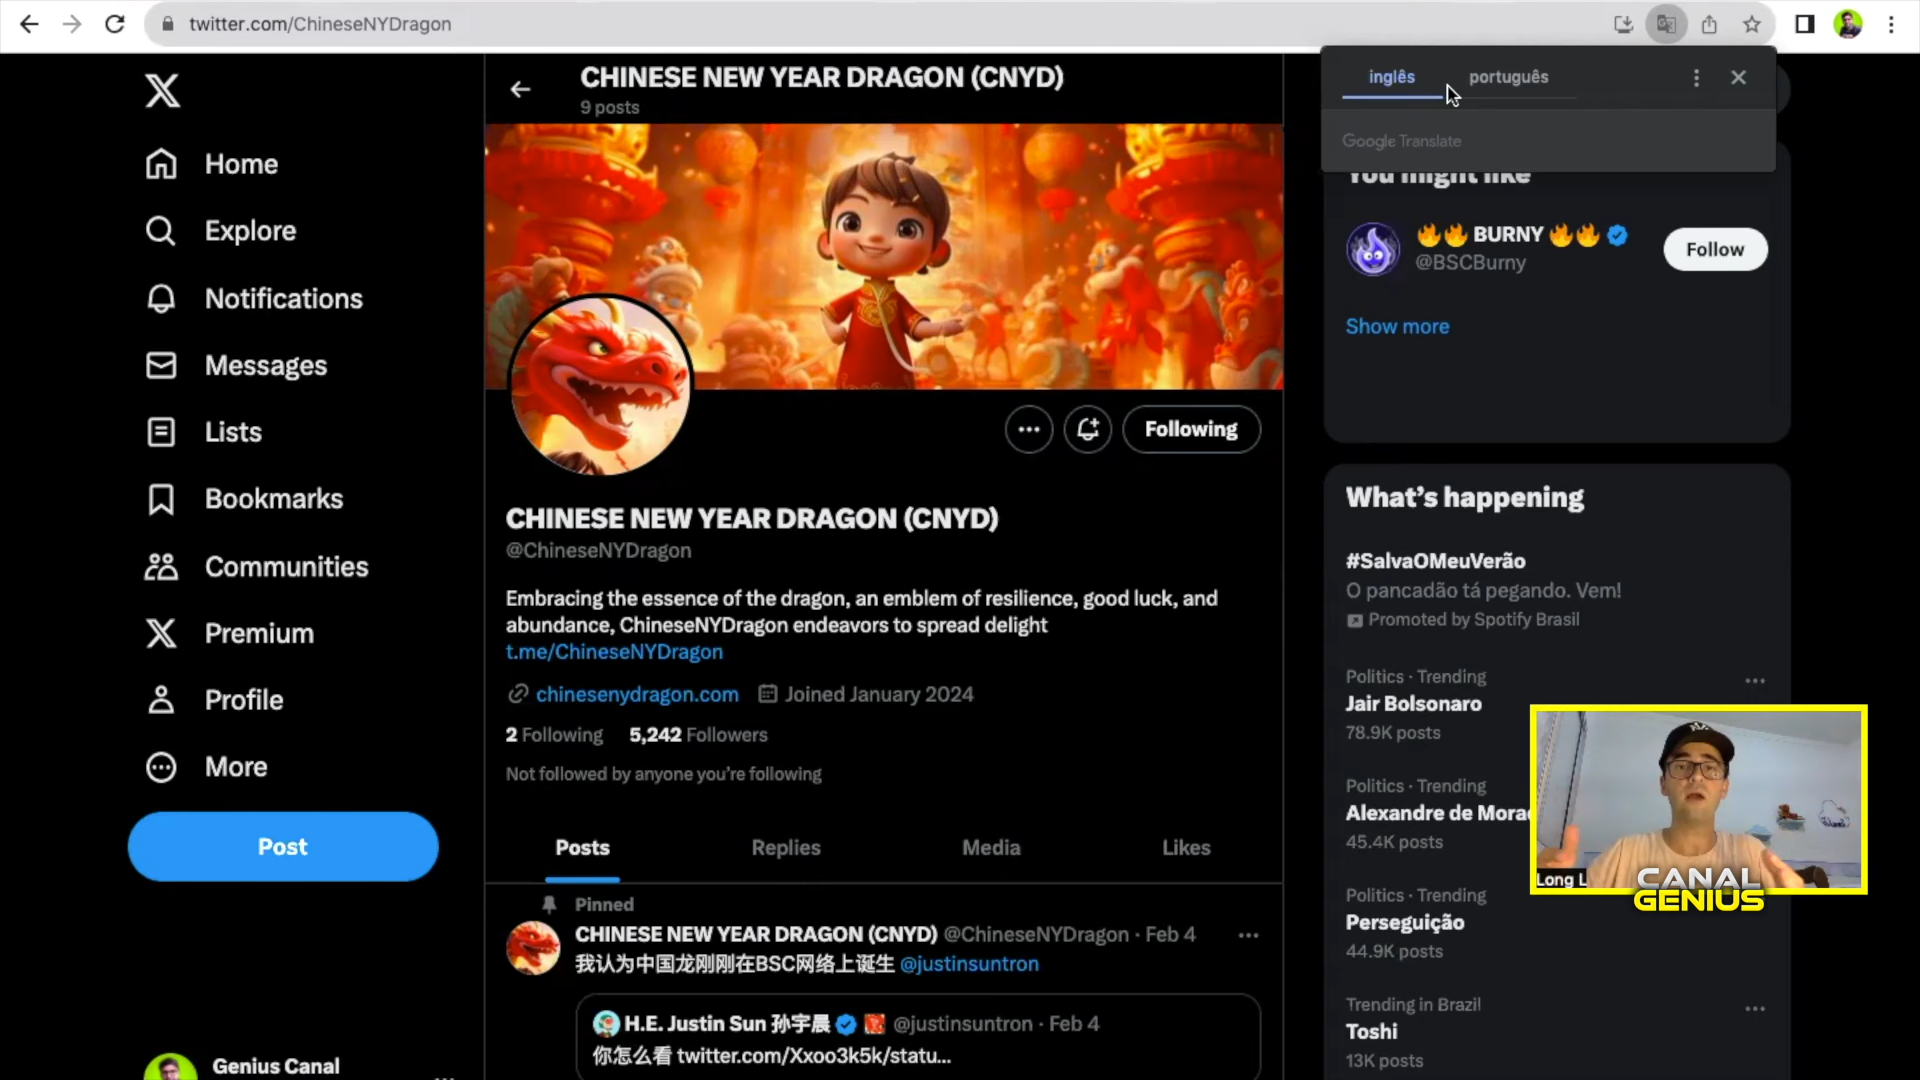 twitter.com/ChineseNYDragon
inglês
português
Google Translate
CHINESE NEW YEAR DRAGON (CNYD)
9 posts
Home
Explore
Notifications
Messages
Lists
Bookmarks
Communities
Premium
Profile
More
Post
Genius Canal
Following
CHINESE NEW YEAR DRAGON (CNYD)
@ChineseNYDragon
Embracing the essence of the dragon, an emblem of resilience, good luck, and
abundance, ChineseNYDragon endeavors to spread delight
t.me/ChineseNYDragon
chinesenydragon.com Joined January 2024
2 Following 5,242 Followers
Not followed by anyone you're following
Posts Replies Media Likes
Pinned
CHINESE NEW YEAR DRAGON (CNYD) @ChineseNYDragon · Feb 4
我认为中国龙刚刚在BSC网络上诞生 @justinsuntron
H.E. Justin Sun 孙宇晨 @justinsuntron · Feb 4
你怎么看 twitter.com/Xxoo3k5k/statu...
You might like
🔥🔥 BURNY 🔥🔥
@BSCBurny
Follow
Show more
What's happening
#SalvaOMeuVerão
O pancadão tá pegando. Vem!
Promoted by Spotify Brasil
Politics · Trending
Jair Bolsonaro
78.9K posts
Politics · Trending
Alexandre de Morae
45.4K posts
Politics · Trending
Perseguição
44.9K posts
Trending in Brazil
Toshi
13K posts
Long L
CANAL
GENIUS